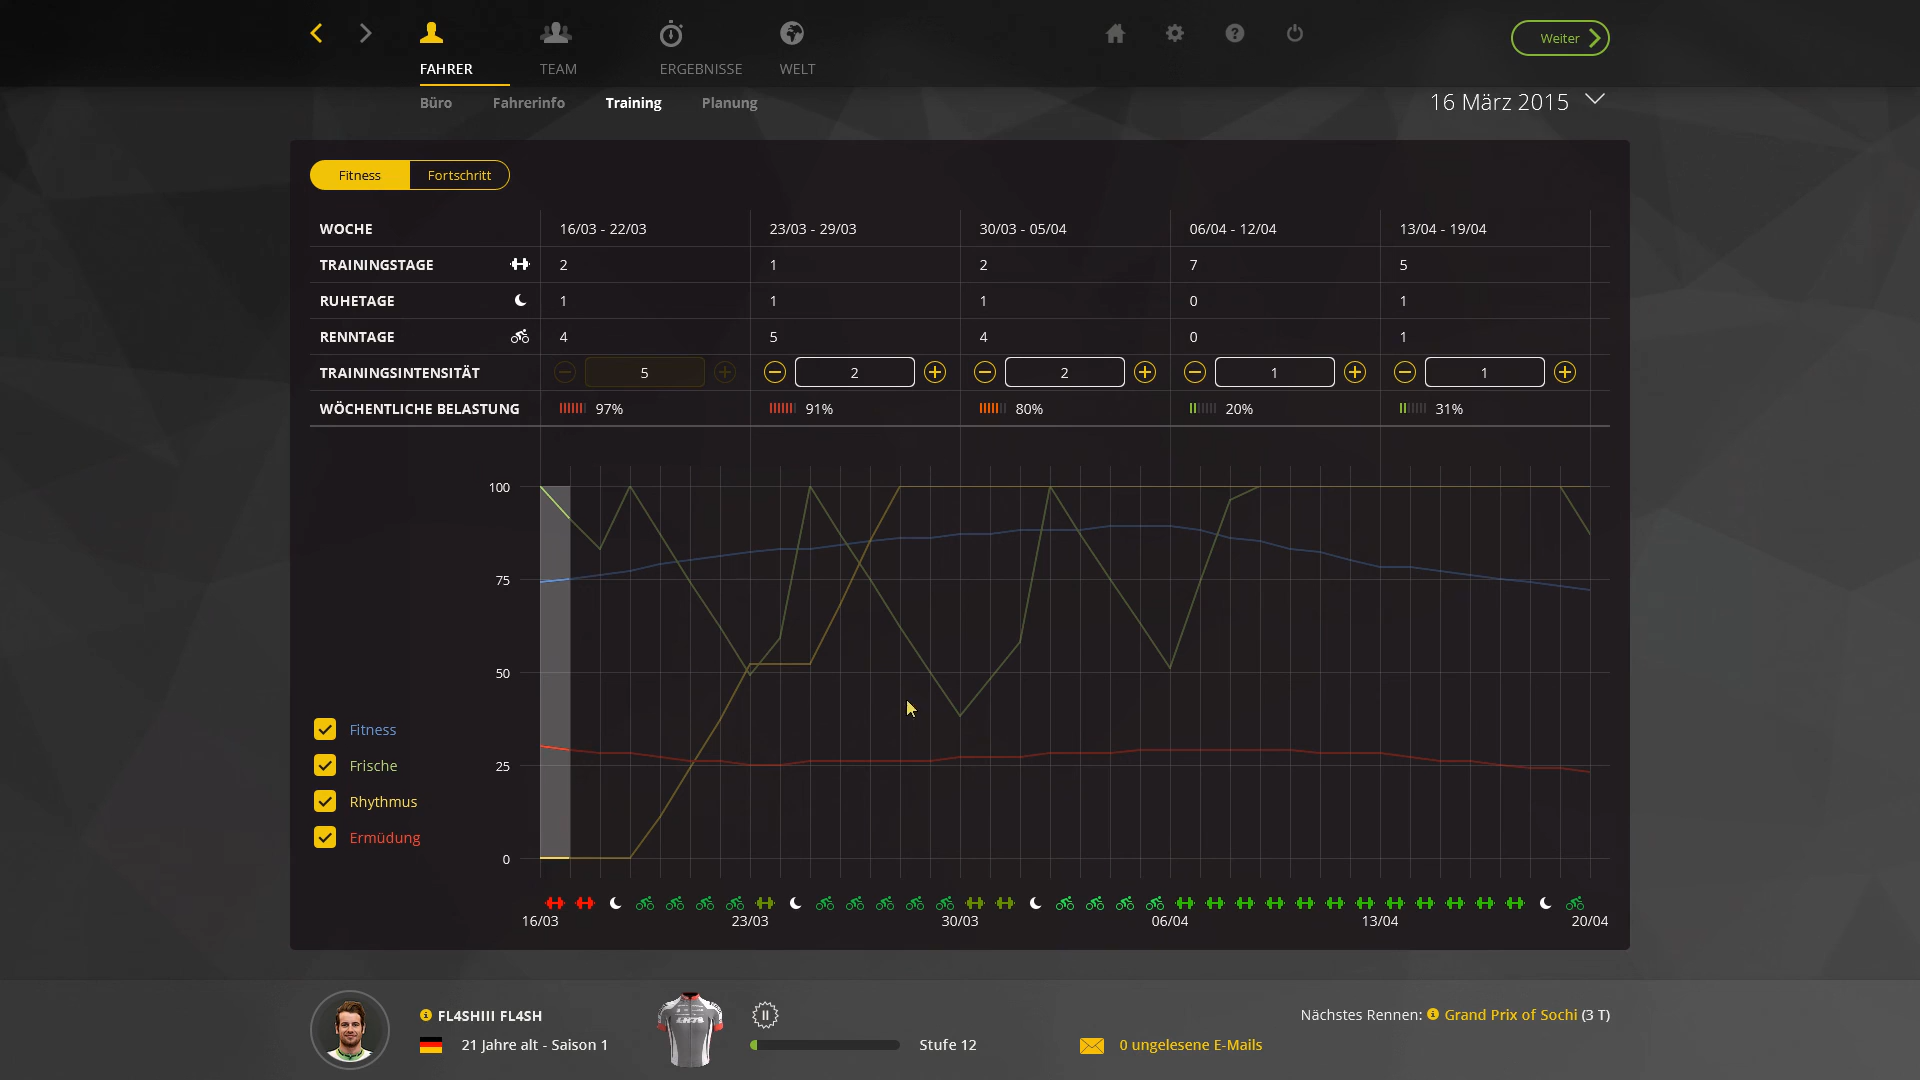 FAHRER TEAM ERGEBNISSE WELT
Weiter
Büro Fahrerinfo Training Planung
16 März 2015
Fitness Fortschritt
WOCHE 16/03 - 22/03 23/03 - 29/03 30/03 - 05/04 06/04 - 12/04 13/04 - 19/04
TRAININGSTAGE 2 1 2 7 5
RUHETAGE 1 1 1 0 1
RENNTAGE 4 5 4 0 1
TRAININGSINTENSITÄT 5 2 2 1 1
WÖCHENTLICHE BELASTUNG 97% 91% 80% 20% 31%
100
75
50
25
0
Fitness
Frische
Rhythmus
Ermüdung
16/03 23/03 30/03 06/04 13/04 20/04
FL4SHIII FL4SH
21 Jahre alt - Saison 1
Stufe 12
Nächstes Rennen: Grand Prix of Sochi (3 T)
0 ungelesene E-Mails